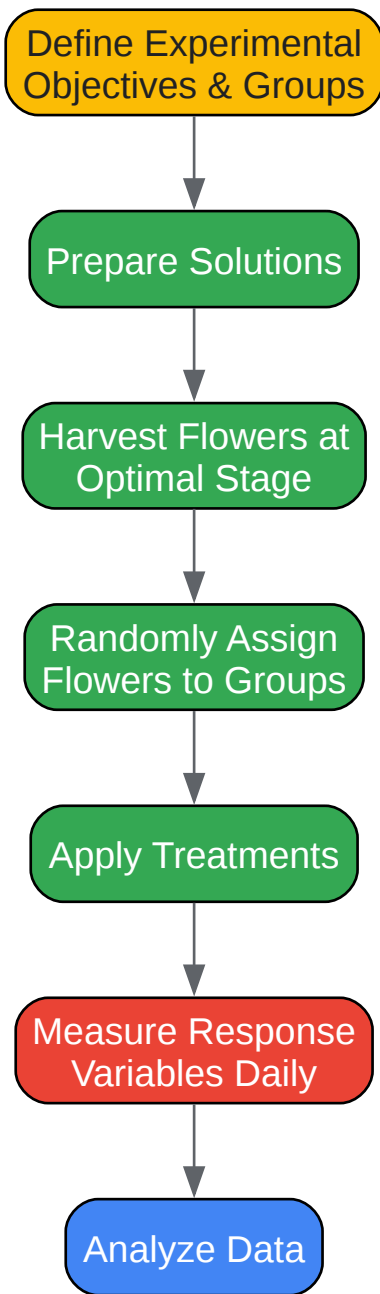 Define Experimental
Objectives & Groups
Prepare Solutions
Harvest Flowers at
Optimal Stage
Randomly Assign
Flowers to Groups
Apply Treatments
Measure Response
Variables Daily
Analyze Data